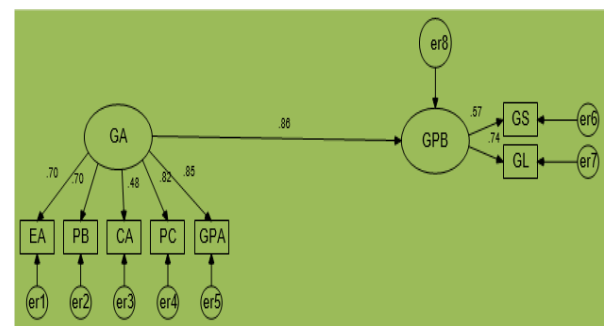 er8
.57
GS
er6
GA
.86
GPB
.74
GL
er7
.70
.70
.48
.82
.85
EA
PB
CA
PC
GPA
er1
er2
er3
er4
er5